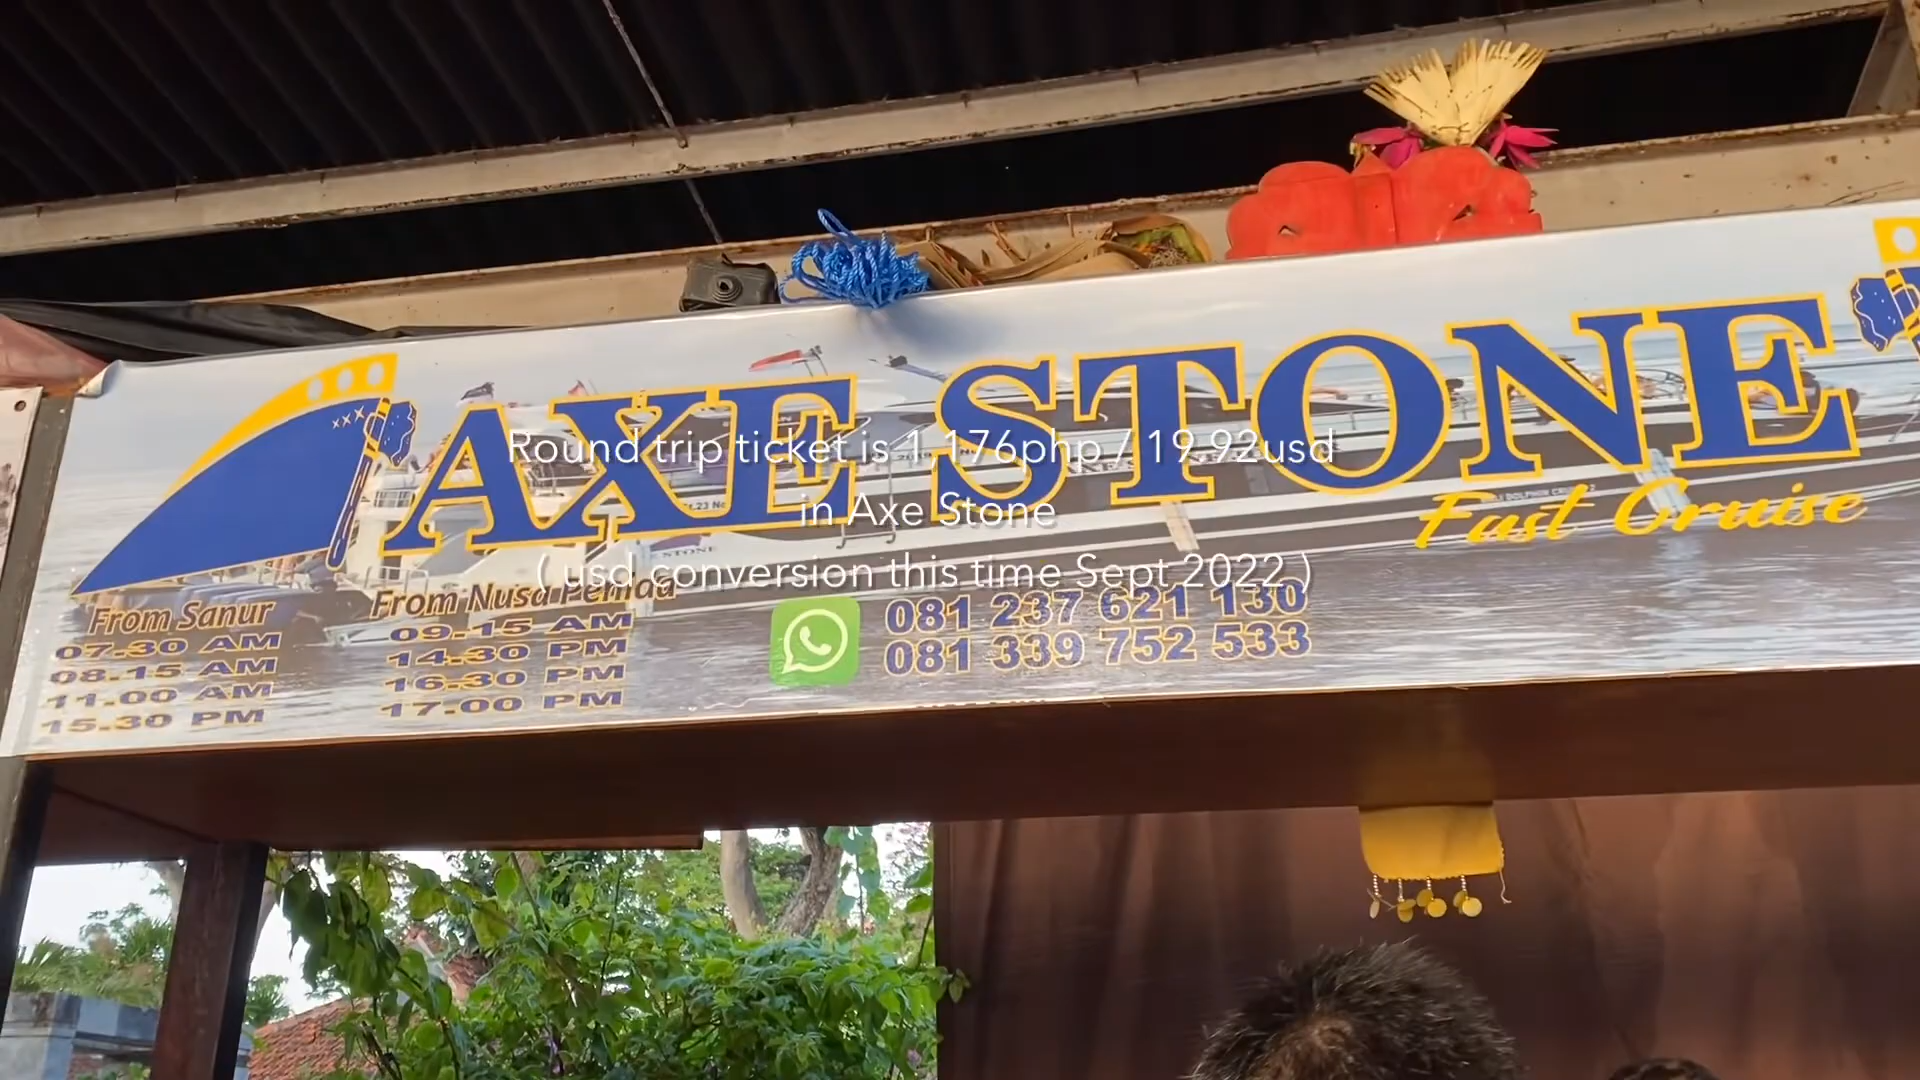 AXE STONE
Fast Cruise
Round trip ticket is 1,176php / 19.92usd
in Axe Stone
( usd conversion this time Sept 2022 )
From Sanur
07.30 AM
08.15 AM
11.00 AM
15.30 PM
From Nusa Penida
09.15 AM
14.30 PM
16.30 PM
17.00 PM
081 237 621 130
081 339 752 533